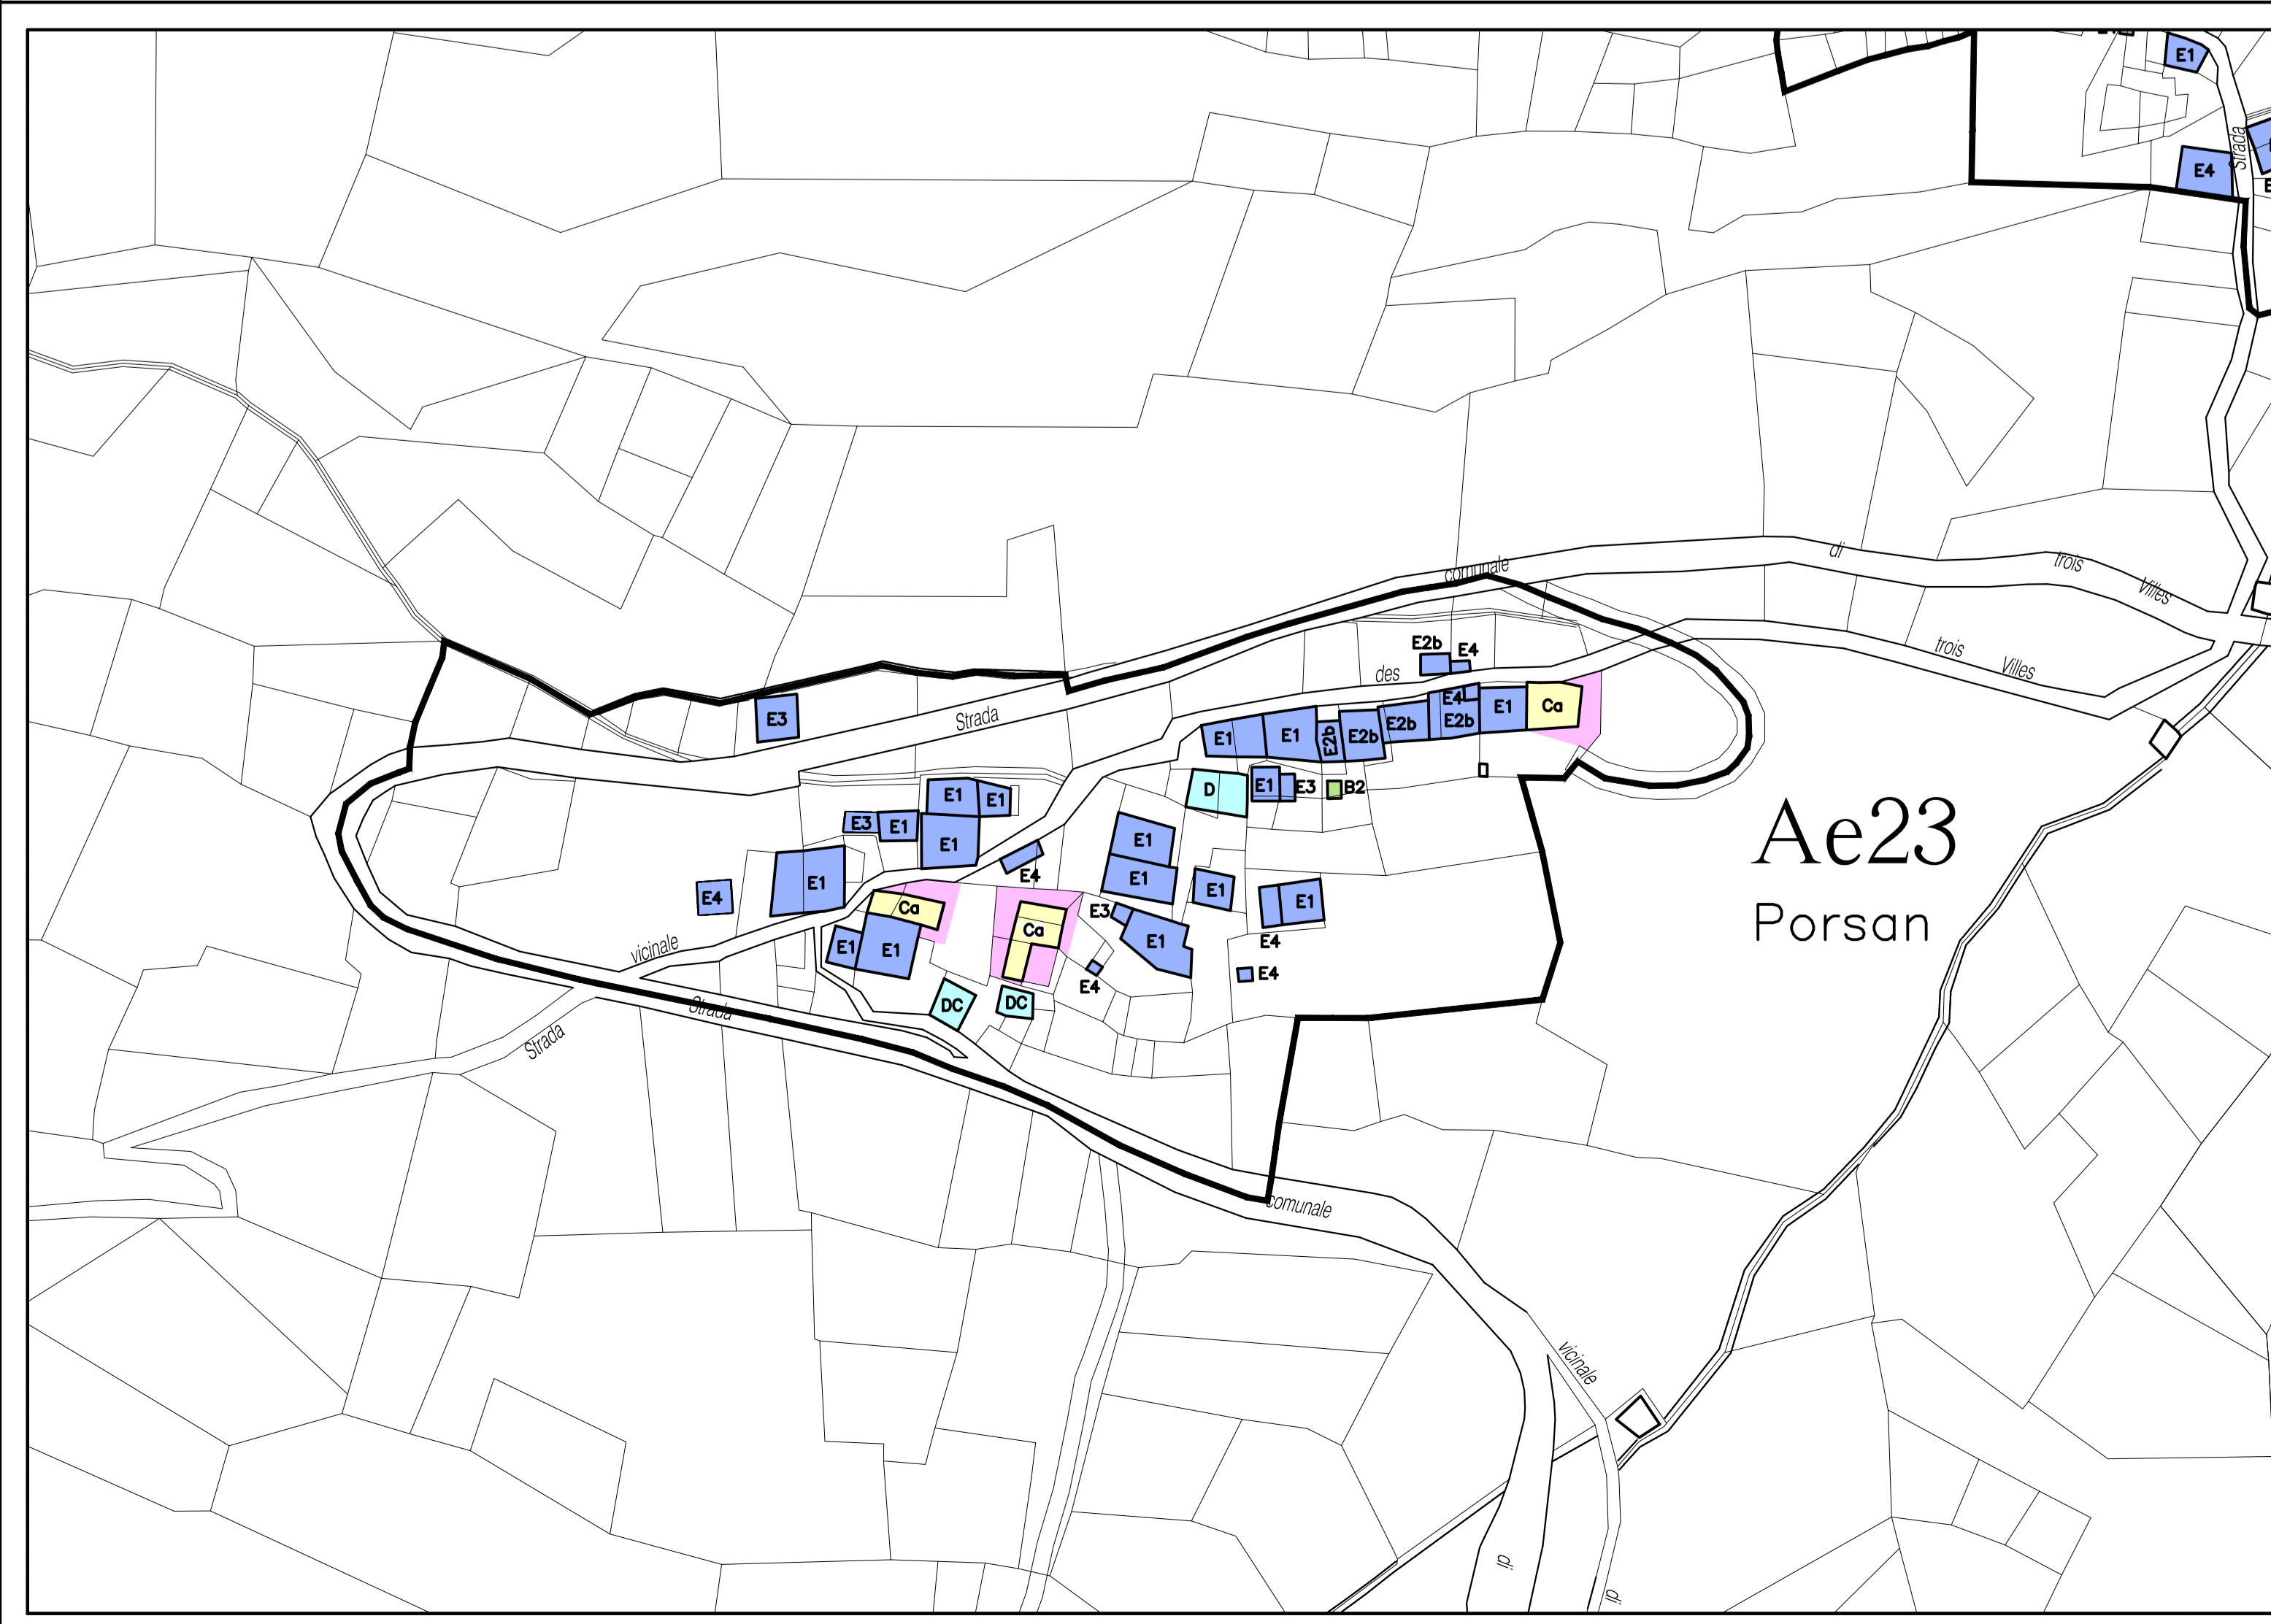 E1
Strada
E4
di
trois
Villes
comunale
trois
Villes
E2b
E4
des
E3
Strada
E4
E1
Ca
E1
E1
E2b
E2b
E2b
E2b
D
E1
E3
B2
E1
E1
E3
E1
E1
E1
E4
E1
E1
E4
E1
E1
E1
Ae23
Porsan
Ca
Ca
E3
E1
E4
E1
E1
vicinale
E4
E4
DC
DC
Strada
Strada
comunale
vicinale
di
di